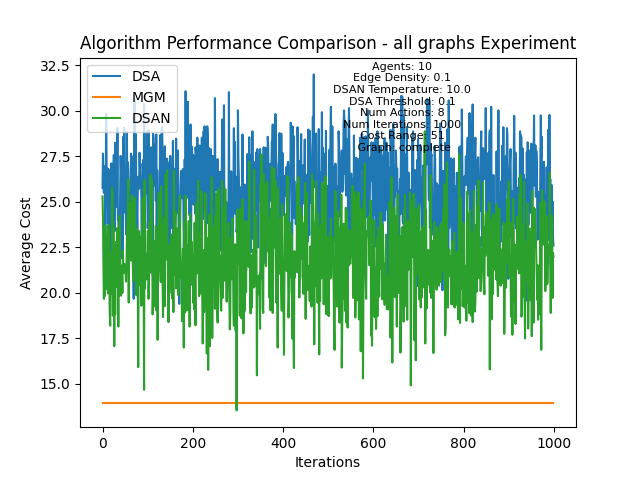 Algorithm Performance Comparison - all graphs Experiment
Agents: 10
Edge Density: 0.1
DSAN Temperature: 10.0
DSA Threshold: 0.1
Num Actions: 8
Num Iterations: 1000
Cost Range: 51
Graph: complete
DSA
MGM
DSAN
Average Cost
32.5
30.0
27.5
25.0
22.5
20.0
17.5
15.0
0
200
400
600
800
1000
Iterations